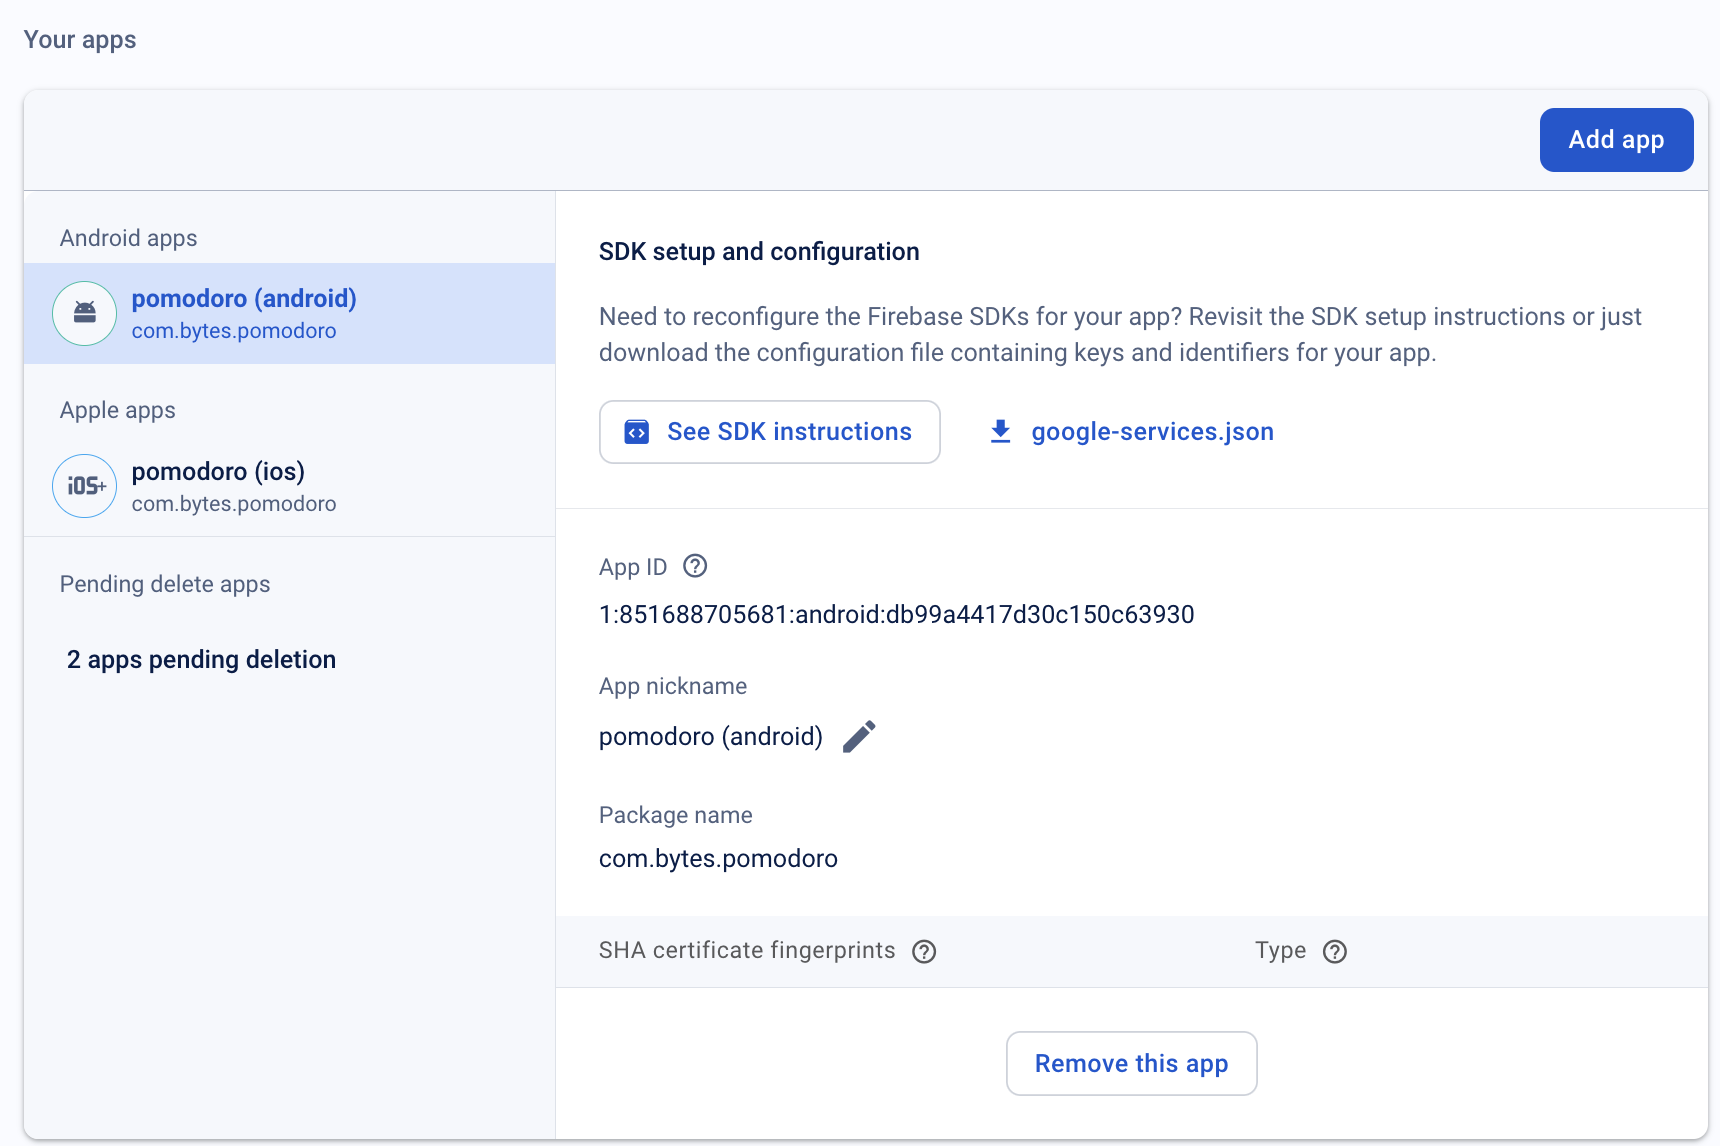 Your apps
Add app
Android apps
pomodoro (android)
com.bytes.pomodoro
Apple apps
iOS+
pomodoro (ios)
com.bytes.pomodoro
Pending delete apps
2 apps pending deletion
SDK setup and configuration
Need to reconfigure the Firebase SDKs for your app? Revisit the SDK setup instructions or just
download the configuration file containing keys and identifiers for your app.
See SDK instructions
google-services.json
App ID
1:851688705681:android:db99a4417d30c150c63930
App nickname
pomodoro (android)
Package name
com.bytes.pomodoro
SHA certificate fingerprints
Type
Remove this app